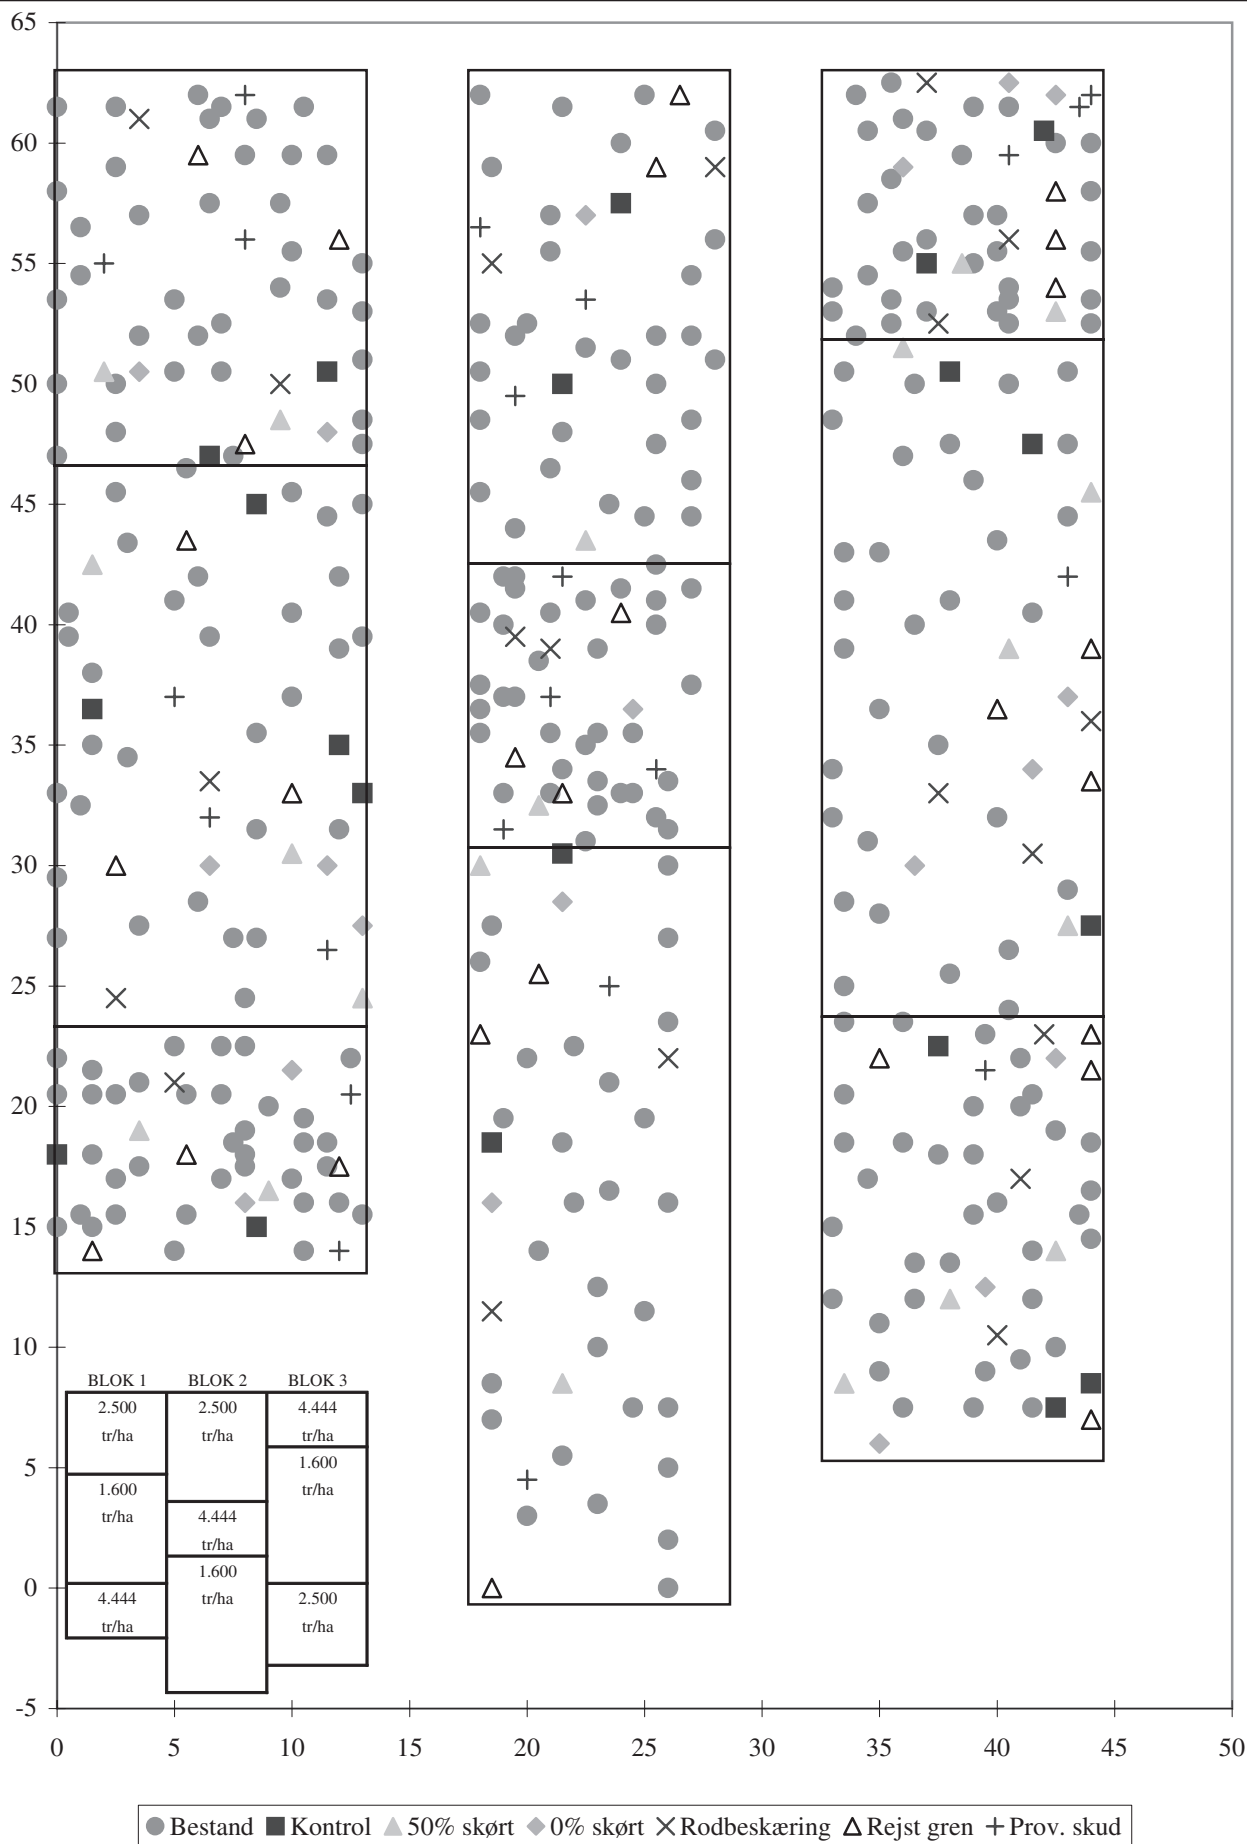 65
60
55
50
45
40
35
30
25
20
15
10
5
0
-5
BLOK 1 BLOK 2 BLOK 3
2.500 2.500 4.444
tr/ha tr/ha tr/ha
1.600
1.600 tr/ha
tr/ha
4.444
tr/ha
1.600
4.444 tr/ha 2.500
tr/ha tr/ha
0 5 10 15 20 25 30 35 40 45 50
Bestand Kontrol 50% skørt 0% skørt Rodbeskæring Rejst gren Prov. skud